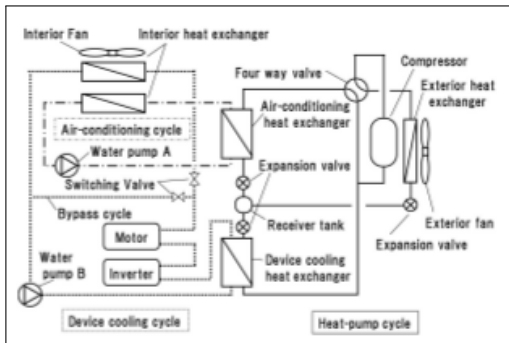 Interior Fan
Interior heat exchanger
Compressor
Four way valve
Exterior heat
exchanger
Air-conditioning
heat exchanger
Air-conditioning cycle
Water pump A
Expansion valve
Switching Valve
Bypass cycle
Receiver tank
Exterior fan
Expansion valve
Motor
Water
pump B
Inverter
Device cooling
heat exchanger
Device cooling cycle
Heat-pump cycle